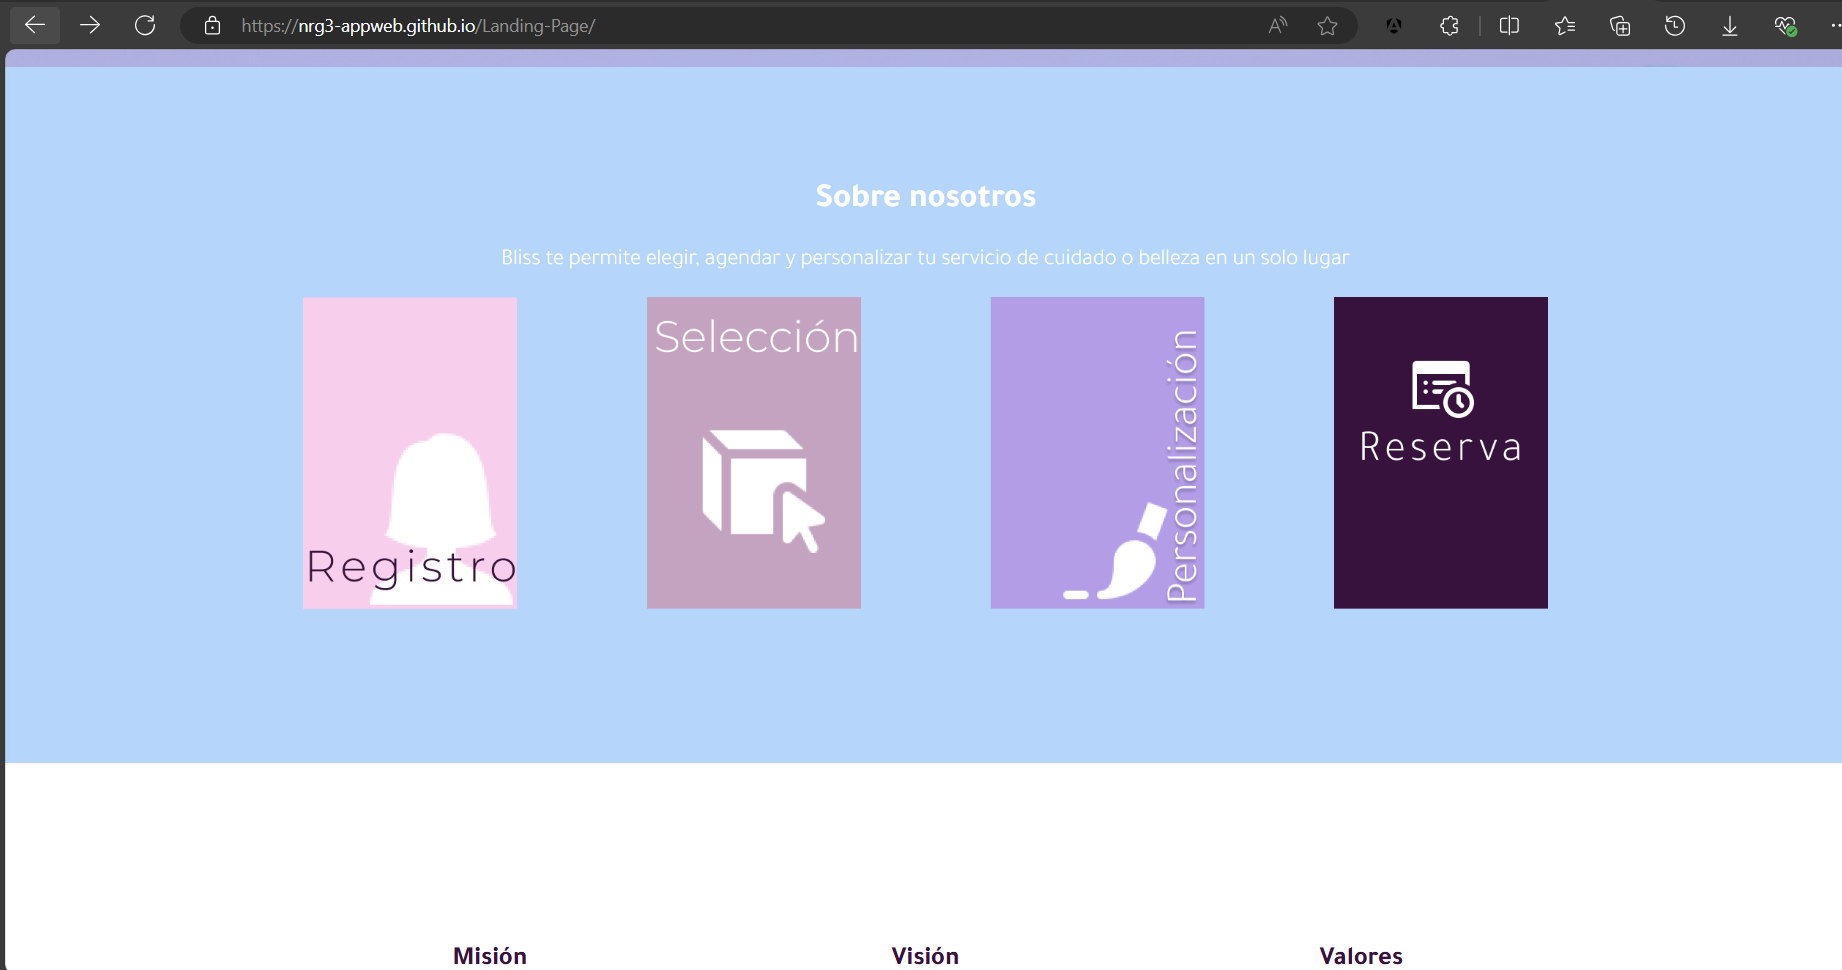 https://nrg3-appweb.github.io/Landing-Page/
Sobre nosotros
Bliss te permite elegir, agendar y personalizar tu servicio de cuidado o belleza en un solo lugar
Registro
Selección
Personalización
Reserva
Misión
Visión
Valores